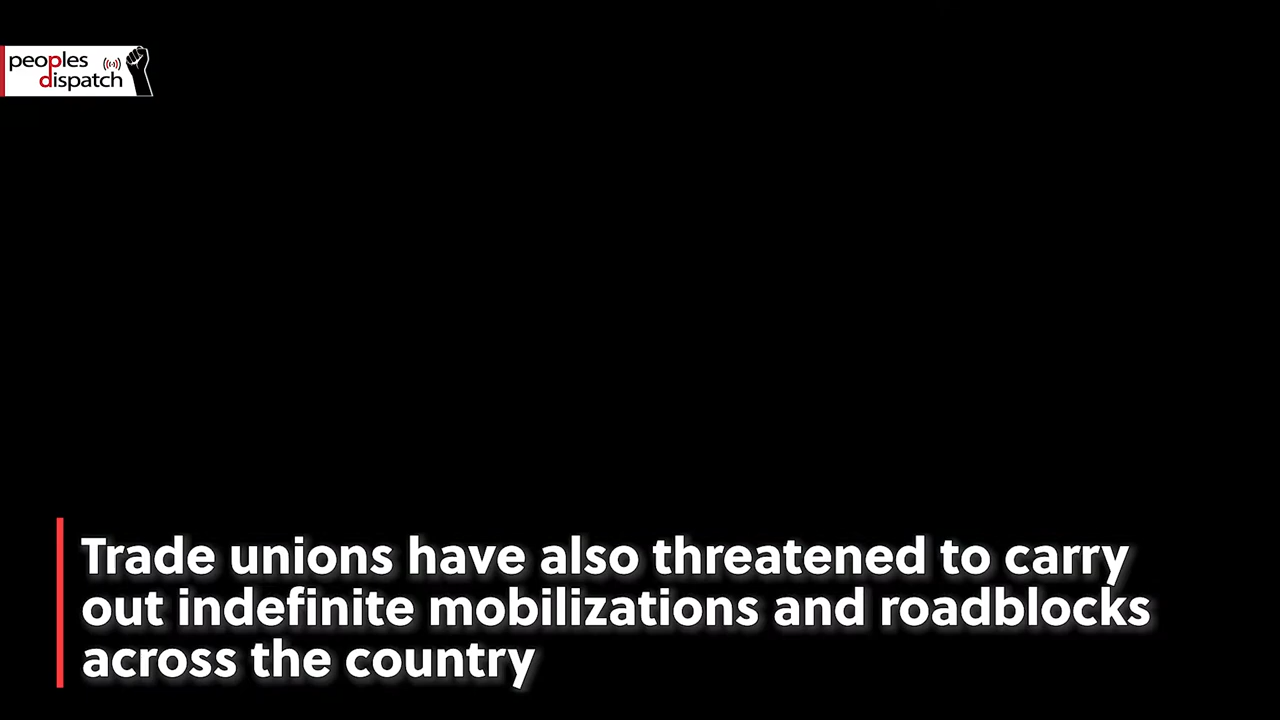 peoples
dispatch
Trade unions have also threatened to carry
out indefinite mobilizations and roadblocks
across the country